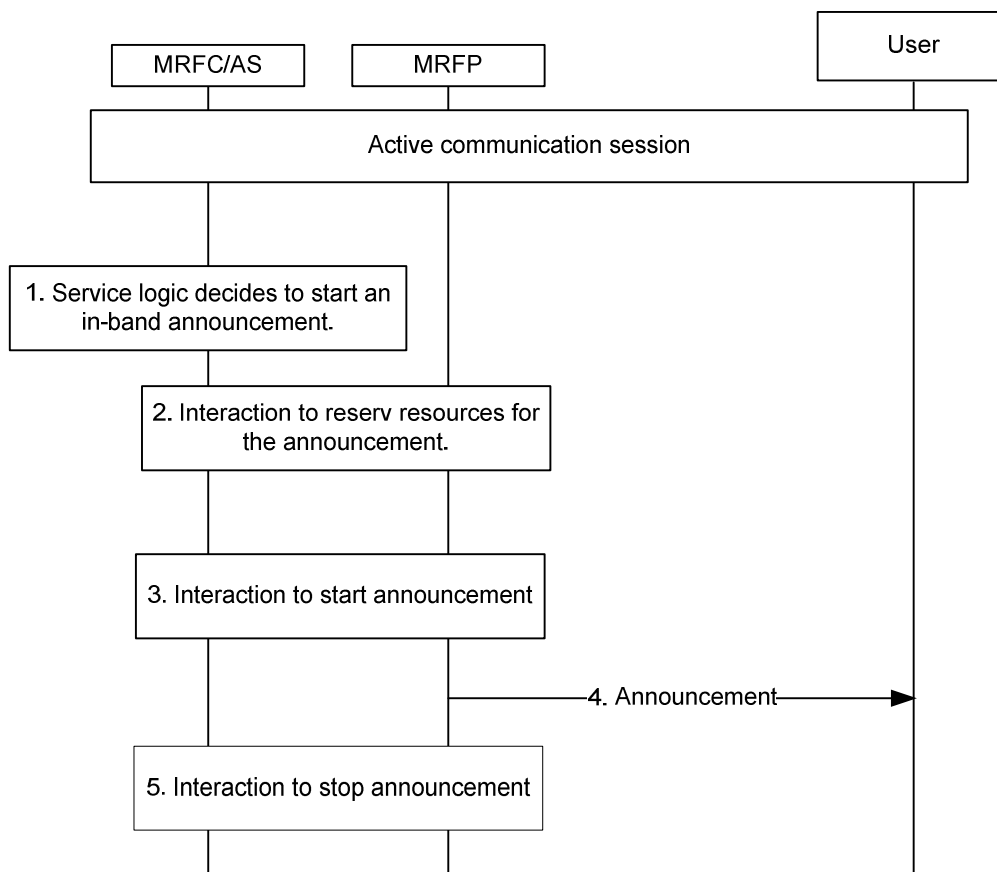 MRFC/AS
MRFP
User
Active communication session
1. Service logic decides to start an
in-band announcement.
2. Interaction to reserv resources for
the announcement.
3. Interaction to start announcement
4. Announcement
5. Interaction to stop announcement